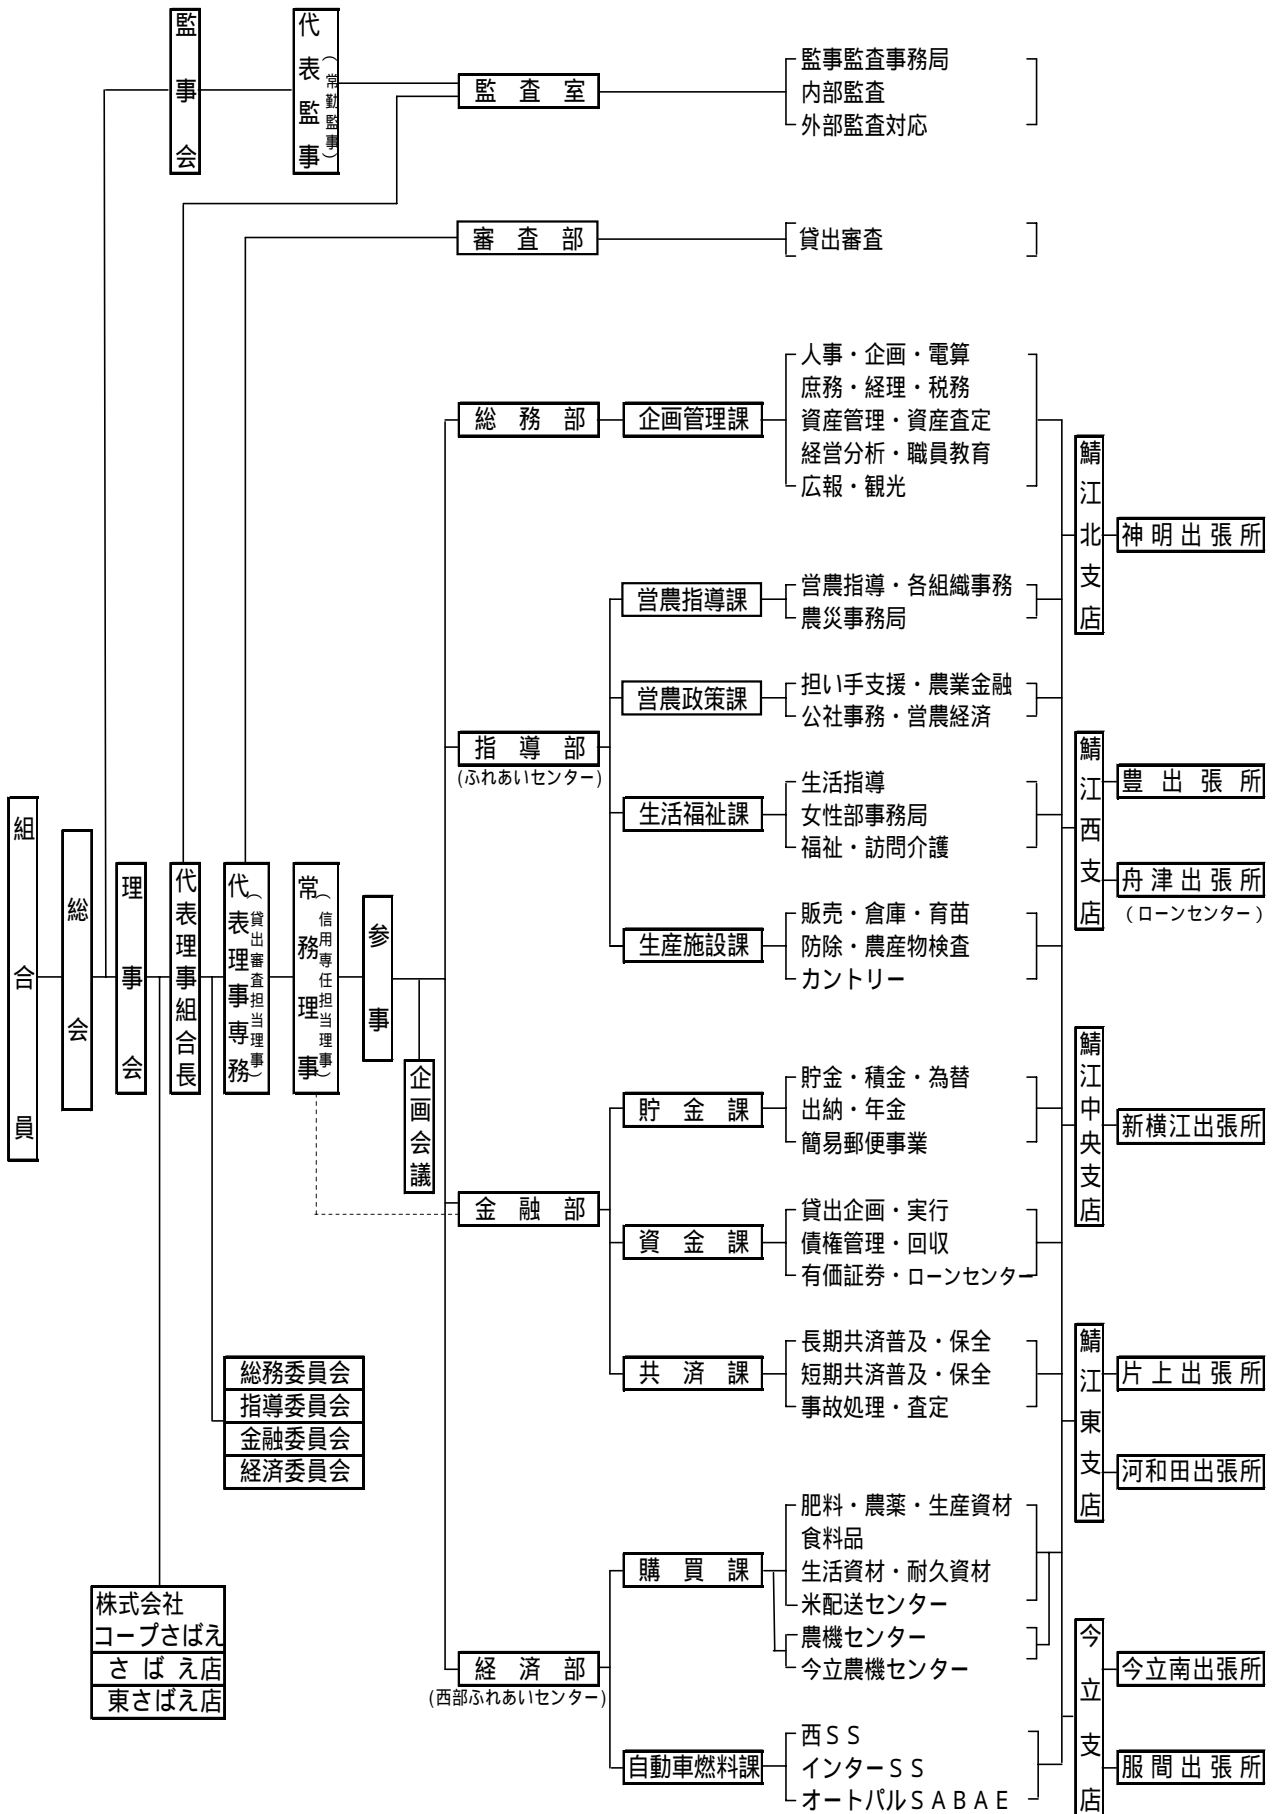 監事会
代表監事
（常勤監事）
監査室
監事監査事務局
内部監査
外部監査対応
審査部
貸出審査
総務部
企画管理課
人事・企画・電算
庶務・経理・税務
資産管理・資産査定
経営分析・職員教育
広報・観光
指導部
(ふれあいセンター)
営農指導課
営農指導・各組織事務
農災事務局
営農政策課
担い手支援・農業金融
公社事務・営農経済
生活福祉課
生活指導
女性部事務局
福祉・訪問介護
生産施設課
販売・倉庫・育苗
防除・農産物検査
カントリー
組合員
総会
理事会
代表理事組合長
代表理事専務
（貸出審査担当理事）
常務理事
（信用専任担当理事）
参事
企画会議
金融部
貯金課
貯金・積金・為替
出納・年金
簡易郵便事業
資金課
貸出企画・実行
債権管理・回収
有価証券・ローンセンター
共済課
長期共済普及・保全
短期共済普及・保全
事故処理・査定
総務委員会
指導委員会
金融委員会
経済委員会
株式会社
コープさばえ
さばえ店
東さばえ店
経済部
(西部ふれあいセンター)
購買課
肥料・農薬・生産資材
食料品
生活資材・耐久資材
米配送センター
農機センター
今立農機センター
自動車燃料課
西ＳＳ
インターＳＳ
オートパルＳＡＢＡＥ
鯖江北支店
神明出張所
鯖江西支店
豊出張所
舟津出張所
(ローンセンター)
鯖江中央支店
新横江出張所
鯖江東支店
片上出張所
河和田出張所
今立支店
今立南出張所
服間出張所